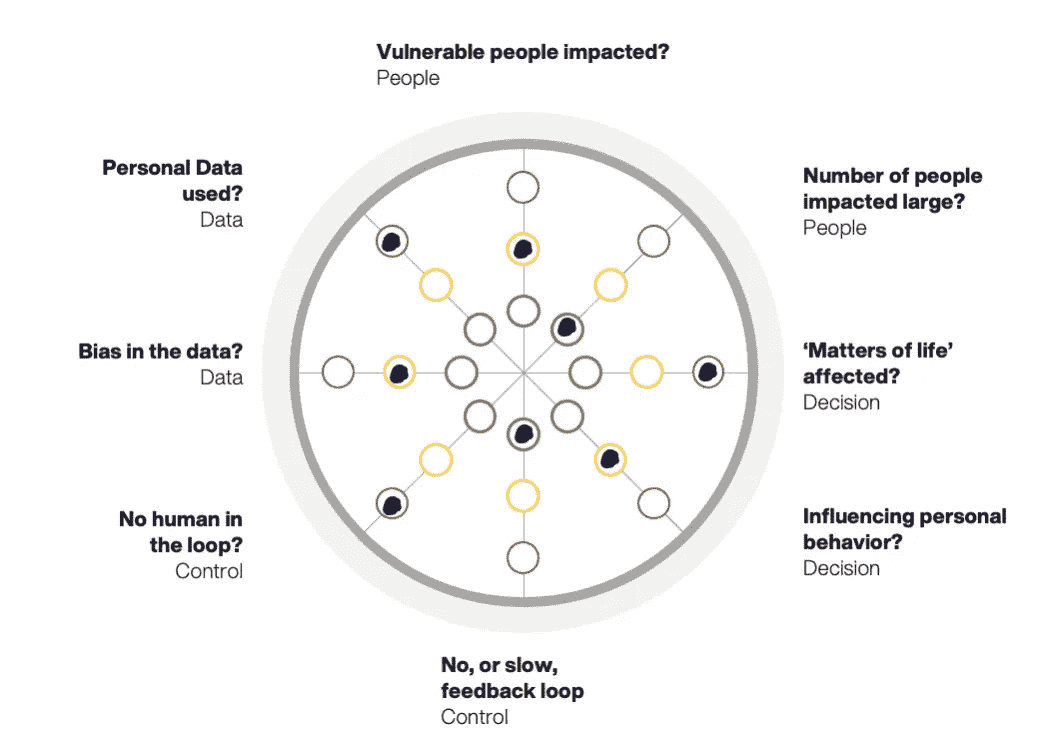 Vulnerable people impacted?
People
Number of people
impacted large?
People
‘Matters of life’
affected?
Decision
Influencing personal
behavior?
Decision
No, or slow,
feedback loop
Control
No human in
the loop?
Control
Bias in the data?
Data
Personal Data
used?
Data